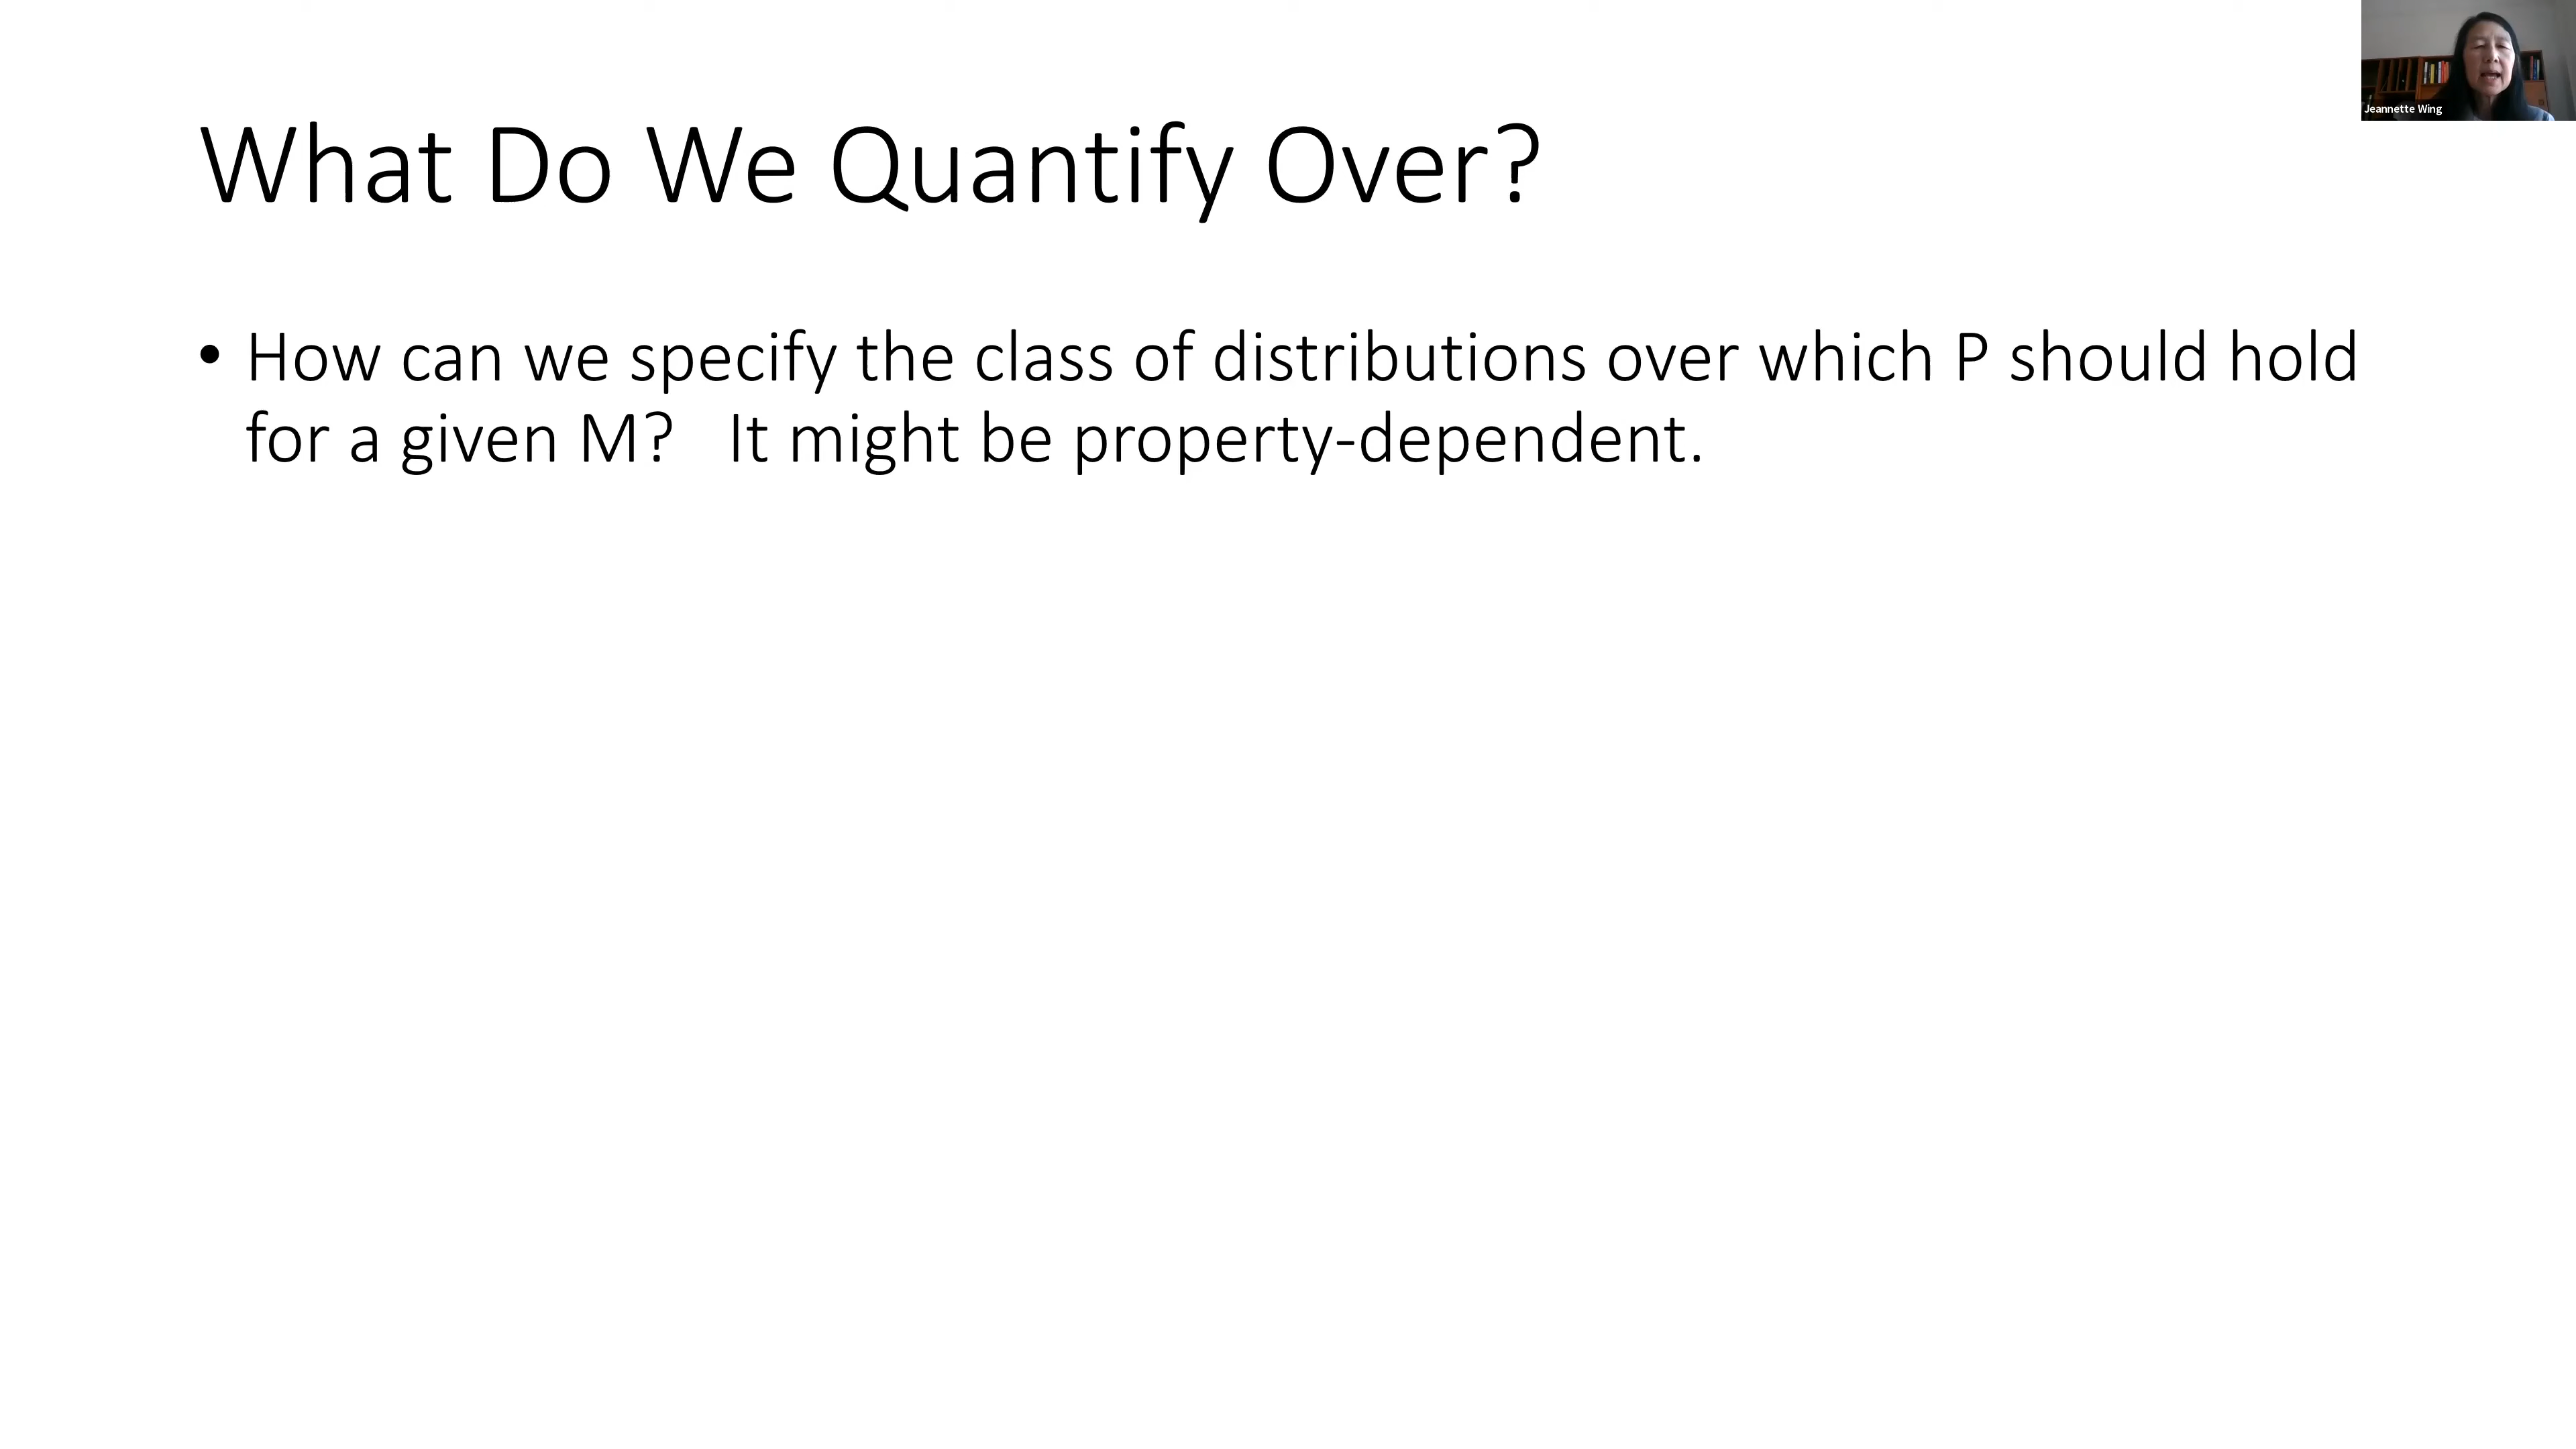 Jeannette Wing
What Do We Quantify Over?
• How can we specify the class of distributions over which P should hold
for a given M?   It might be property-dependent.